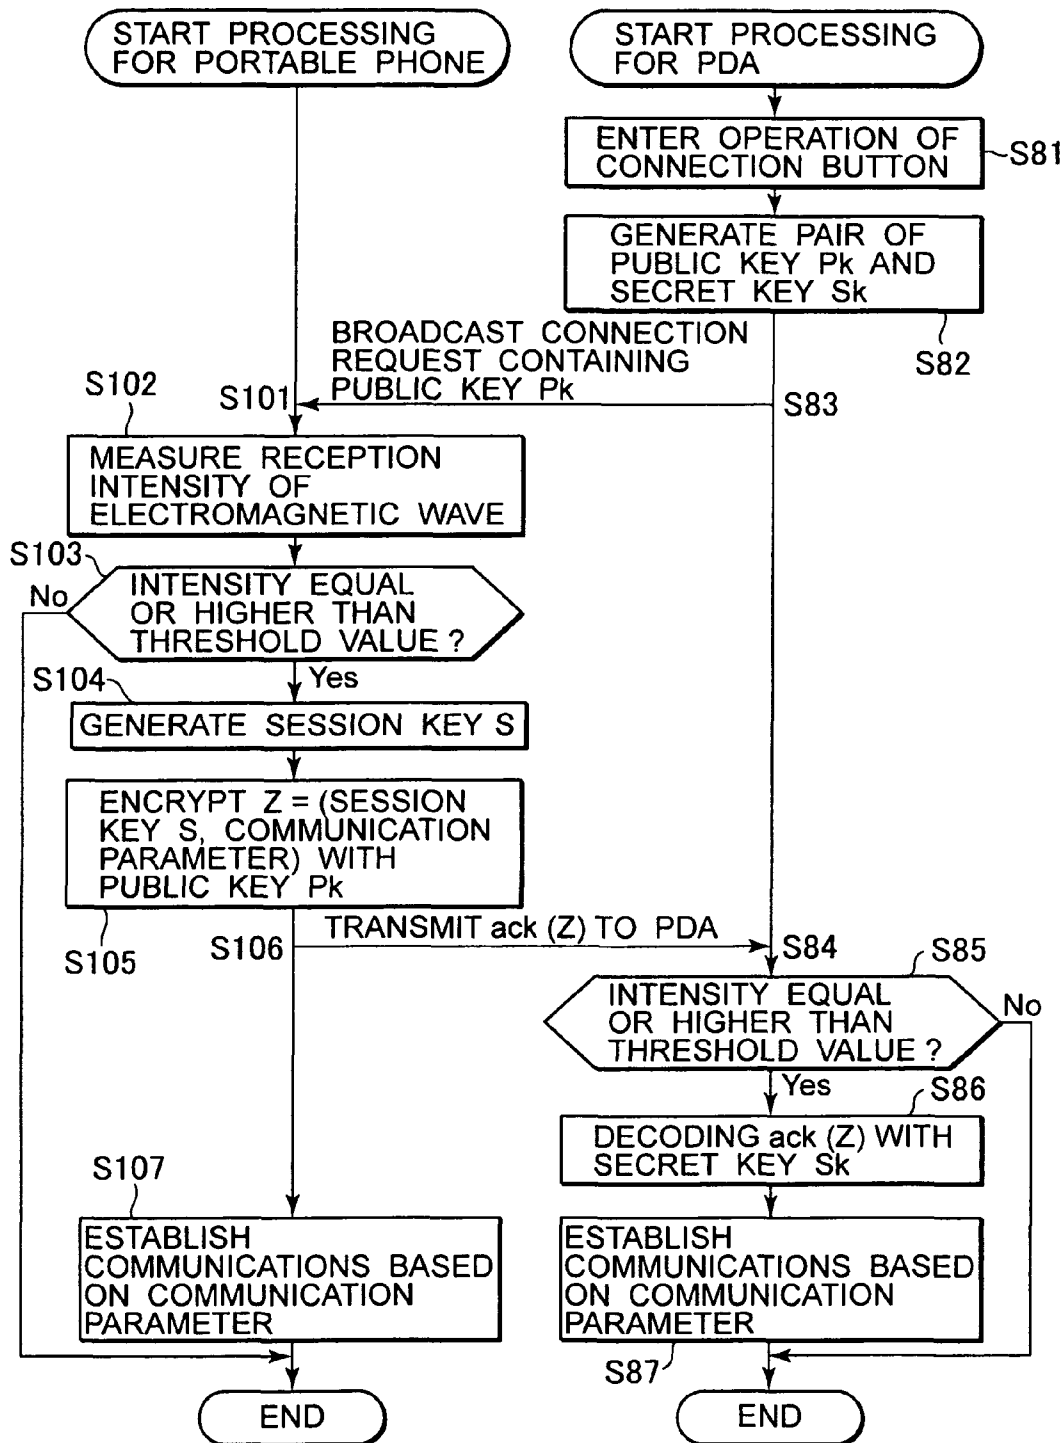 START PROCESSING
FOR PORTABLE PHONE
START PROCESSING
FOR PDA
ENTER OPERATION OF
CONNECTION BUTTON
S81
GENERATE PAIR OF
PUBLIC KEY Pk AND
SECRET KEY Sk
S82
BROADCAST CONNECTION
REQUEST CONTAINING
PUBLIC KEY Pk
S101
S83
S102
MEASURE RECEPTION
INTENSITY OF
ELECTROMAGNETIC WAVE
S103
No
INTENSITY EQUAL
OR HIGHER THAN
THRESHOLD VALUE ?
Yes
S104
GENERATE SESSION KEY S
ENCRYPT Z = (SESSION
KEY S, COMMUNICATION
PARAMETER) WITH
PUBLIC KEY Pk
S105
S106
TRANSMIT ack (Z) TO PDA
S84
S85
INTENSITY EQUAL
OR HIGHER THAN
THRESHOLD VALUE ?
No
Yes
S86
DECODING ack (Z) WITH
SECRET KEY Sk
S107
ESTABLISH
COMMUNICATIONS BASED
ON COMMUNICATION
PARAMETER
ESTABLISH
COMMUNICATIONS BASED
ON COMMUNICATION
PARAMETER
S87
END
END